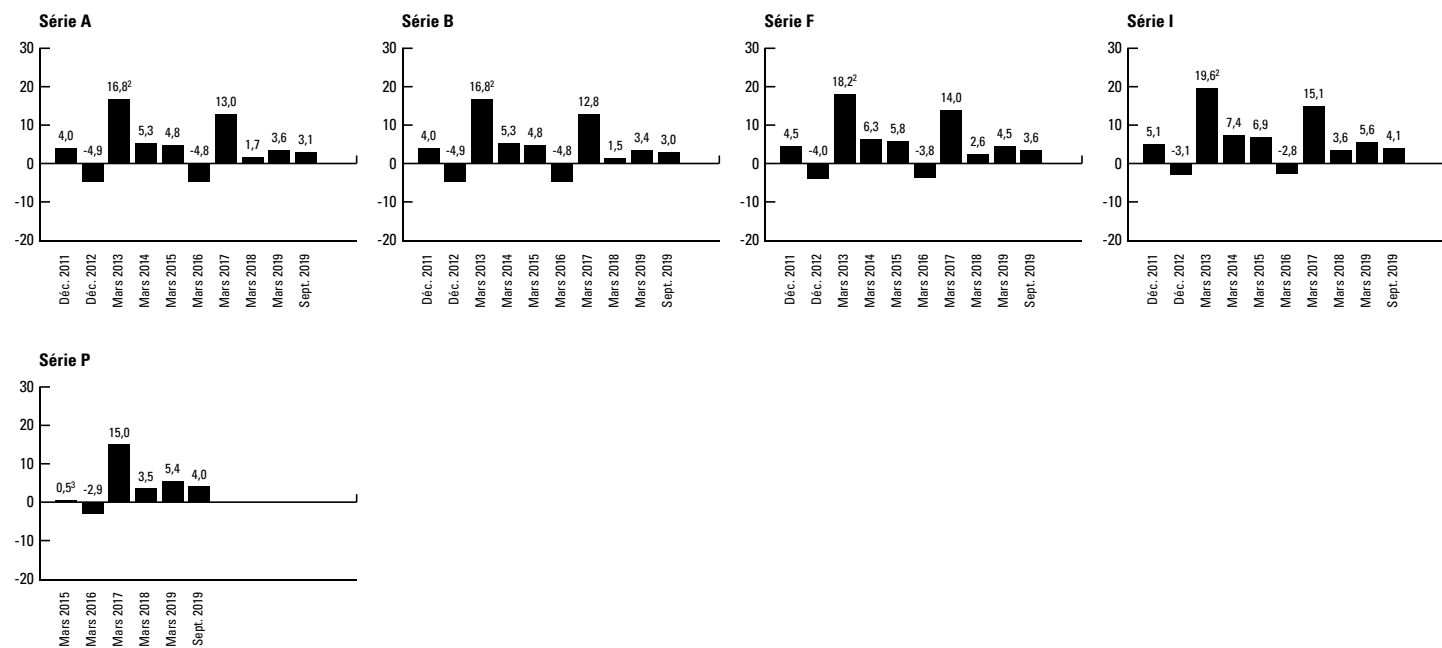 Série A
30
20
10
0
-10
-20
4,0
-4,9
16,8²
5,3
4,8
-4,8
13,0
1,7
3,6
3,1
Déc. 2011
Déc. 2012
Mars 2013
Mars 2014
Mars 2015
Mars 2016
Mars 2017
Mars 2018
Mars 2019
Sept. 2019
Série B
30
20
10
0
-10
-20
4,0
-4,9
16,8²
5,3
4,8
-4,8
12,8
1,5
3,4
3,0
Déc. 2011
Déc. 2012
Mars 2013
Mars 2014
Mars 2015
Mars 2016
Mars 2017
Mars 2018
Mars 2019
Sept. 2019
Série F
30
20
10
0
-10
-20
4,5
-4,0
18,2²
6,3
5,8
-3,8
14,0
2,6
4,5
3,6
Déc. 2011
Déc. 2012
Mars 2013
Mars 2014
Mars 2015
Mars 2016
Mars 2017
Mars 2018
Mars 2019
Sept. 2019
Série I
30
20
10
0
-10
-20
5,1
-3,1
19,6²
7,4
6,9
-2,8
15,1
3,6
5,6
4,1
Déc. 2011
Déc. 2012
Mars 2013
Mars 2014
Mars 2015
Mars 2016
Mars 2017
Mars 2018
Mars 2019
Sept. 2019
Série P
30
20
10
0
-10
-20
0,5³
-2,9
15,0
3,5
5,4
4,0
Mars 2015
Mars 2016
Mars 2017
Mars 2018
Mars 2019
Sept. 2019